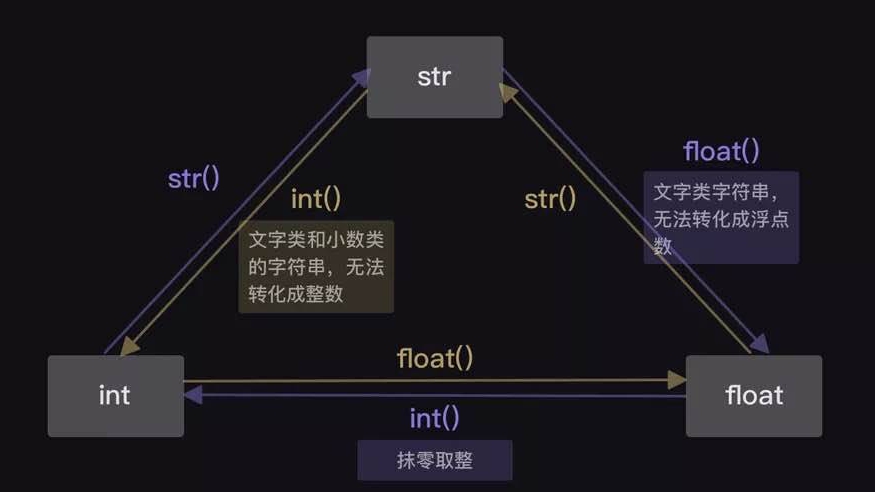 str
float()
str()
文字类字符串，
无法转化成浮点
数
int()
str()
文字类和小数类
的字符串，无法
转化成整数
float()
int
float
int()
抹零取整